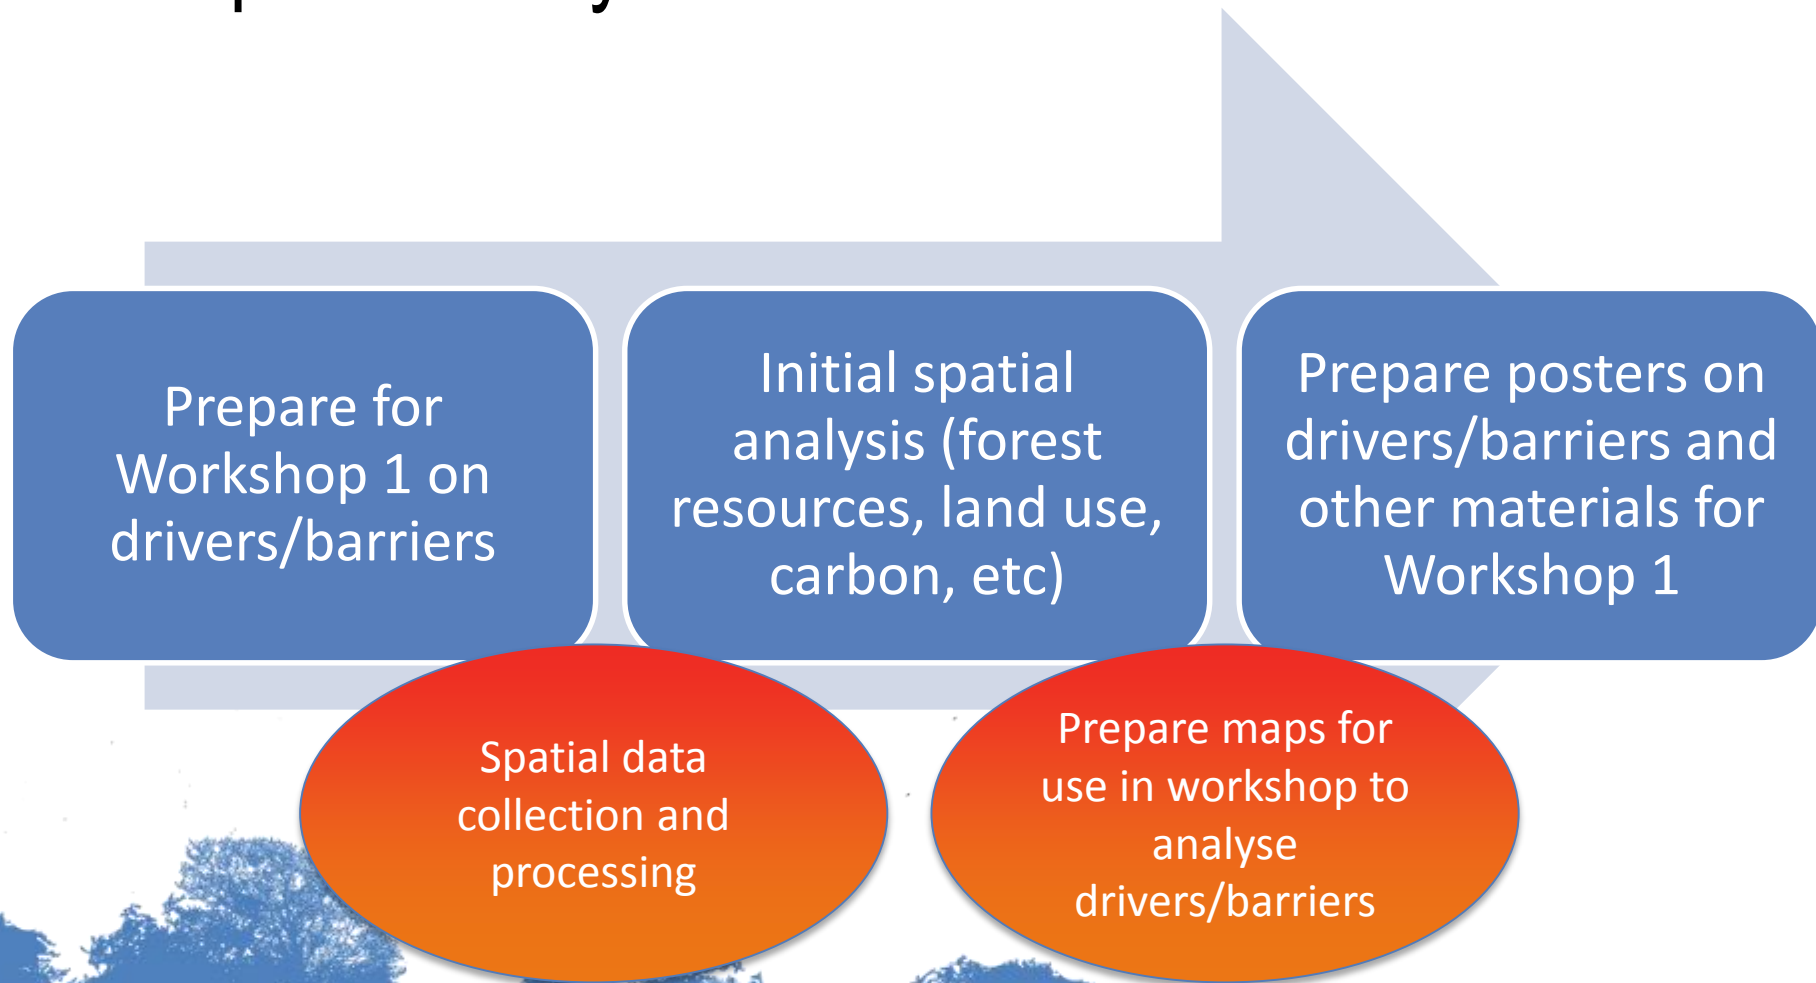 Prepare for
Workshop 1 on
drivers/barriers
Initial spatial
analysis (forest
resources, land use,
carbon, etc)
Prepare posters on
drivers/barriers and
other materials for
Workshop 1
Spatial data
collection and
processing
Prepare maps for
use in workshop to
analyse
drivers/barriers